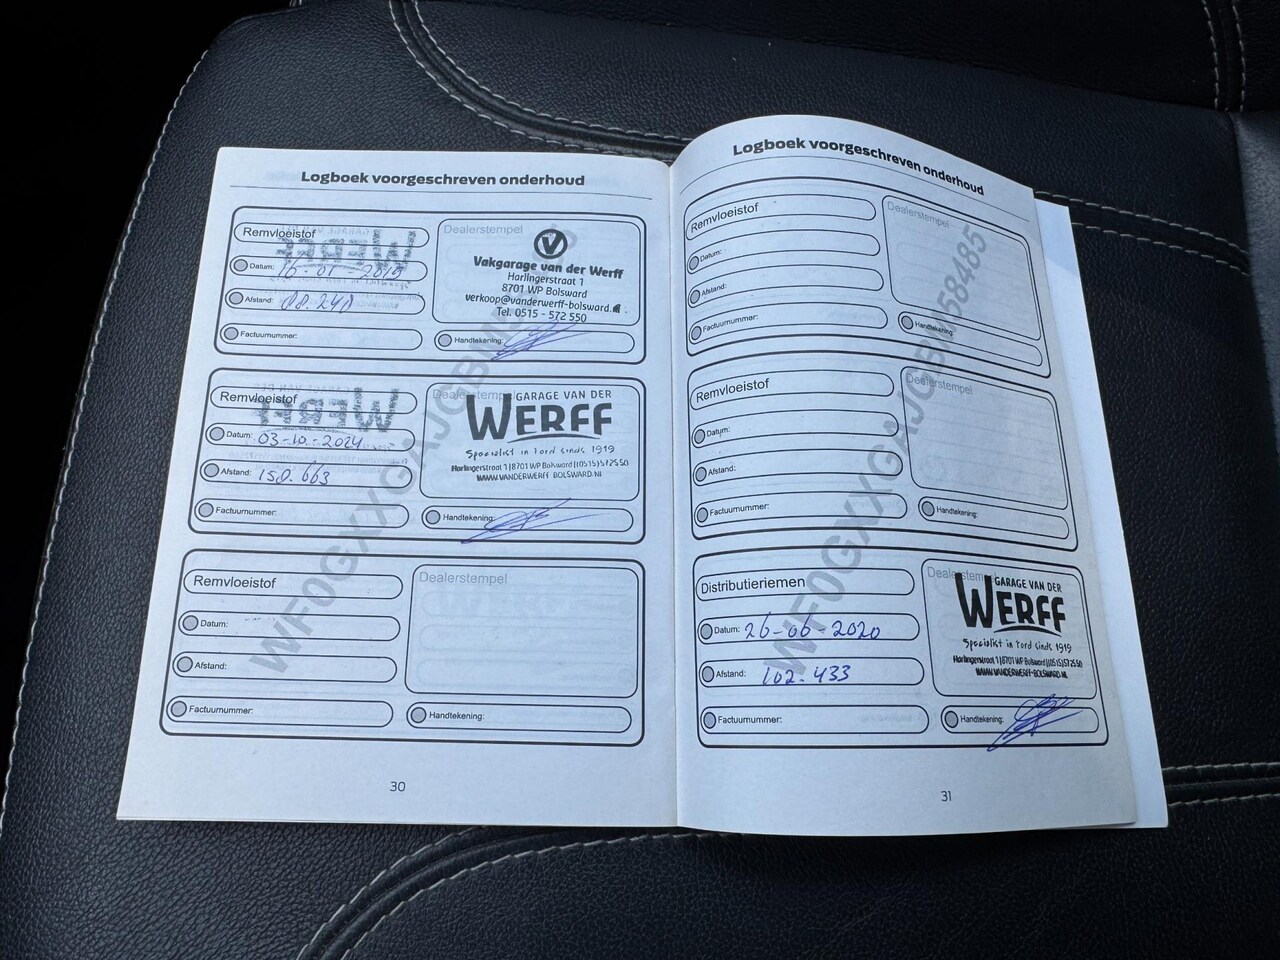 Logboek voorgeschreven onderhoud
Remvloeistof
Datum: 16-01-2019
Afstand:
Factuurnummer:
Dealerstempel
Vakgarage van der Werff
Harlingerstraat 1
8701 WP Bolsward
verkoop@vanderwerff-bolsward.
Tel. 0515 - 572 550
Handtekening:
Remvloeistof
Datum: 03-10-2024
Afstand: 150.663
Factuurnummer:
Dealerstempel
GARAGE VAN DER
WERFF
Specialist in Ford sinds 1919
Harlingerstraat 1 | 8701 WP Bolsward | (0515) 572550
WWW.VANDERWERFF-BOLSWARD.NL
Handtekening:
Remvloeistof
Datum:
Afstand:
Factuurnummer:
Dealerstempel
Handtekening:
30
Logboek voorgeschreven onderhoud
Remvloeistof
Datum:
Afstand:
Factuurnummer:
Dealerstempel
Handtekening:
Remvloeistof
Datum:
Afstand:
Factuurnummer:
Dealerstempel
Handtekening:
Distributieriemen
Datum: 26-06-2020
Afstand: 102.433
Factuurnummer:
Dealerstempel
GARAGE VAN DER
WERFF
Specialist in Ford sinds 1919
Harlingerstraat 1 | 8701 WP Bolsward | (0515) 572550
WWW.VANDERWERFF-BOLSWARD.NL
Handtekening:
31
WF0GXXGAJGBM58485